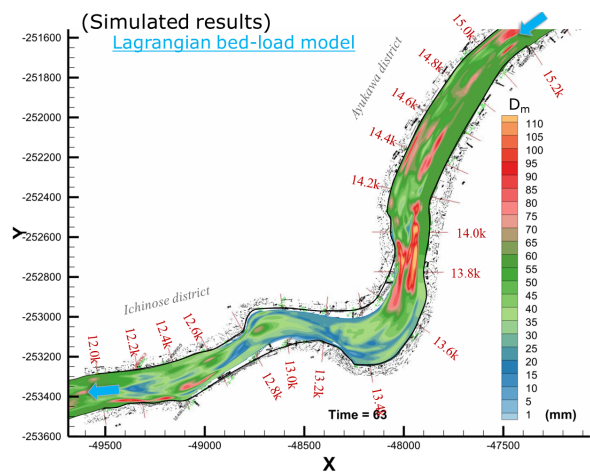 (Simulated results)
Lagrangian bed-load model
-251600
-251800
-252000
-252200
-252400
-252600
-252800
-253000
-253200
-253400
-253600
Y
-49500
-49000
-48500
-48000
-47500
X
Ayukawa district
Ichinose district
15.0k
15.2k
14.8k
14.6k
14.4k
14.2k
14.0k
13.8k
13.6k
13.4k
13.2k
13.0k
12.8k
12.6k
12.4k
12.2k
12.0k
Time = 63
Dm
110
105
100
95
90
85
80
75
70
65
60
55
50
45
40
35
30
25
20
15
10
5
1
(mm)